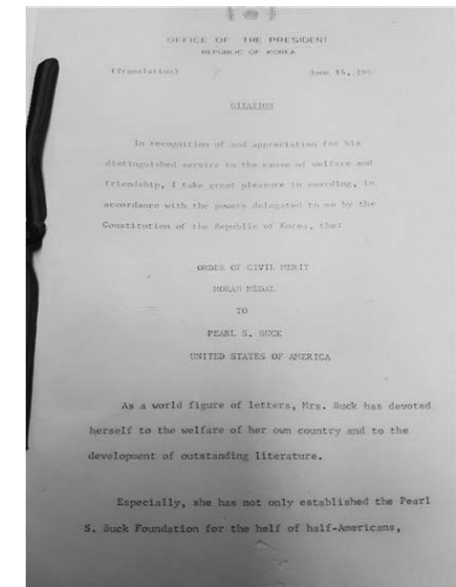 OFFICE OF THE PRESIDENT
REPUBLIC OF KOREA
(Translation)
June 14,
CITATION
In recognition of and appreciation for his
distinguished service to the cause of welfare and
friendship, I take great pleasure in awarding, in
accordance with the powers delegated to me by the
Constitution of the Republic of Korea, the:
ORDER OF CIVIL MERIT
MORAN MEDAL
TO
PEARL S. BUCK
UNITED STATES OF AMERICA
As a world figure of letters, Mrs. Buck has devoted
herself to the welfare of her own country and to the
development of outstanding literature.
Especially, she has not only established the Pearl
S. Buck Foundation for the helf of half-Americans,